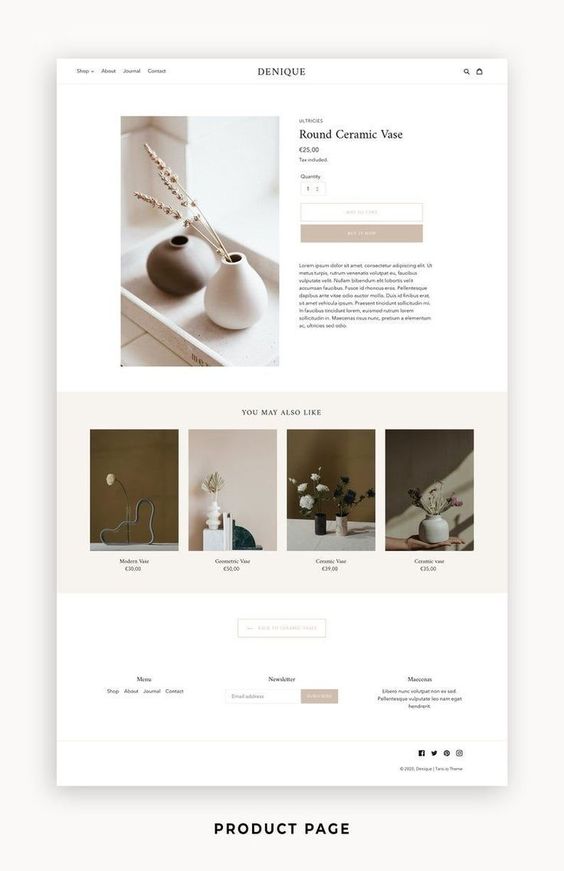 Shop About Journal Contact
DENIQUE
ULTRICIES
Round Ceramic Vase
€25,00
Tax included.
Quantity
1
ADD TO CART
BUY IT NOW
Lorem ipsum dolor sit amet, consectetur adipiscing elit. Ut
metus turpis, rutrum venenatis volutpat eu, faucibus
vulputate velit. Nullam bibendum elit id turpis aliquam
accumsan. Fusce id rhoncus eros. Pellentesque
dapibus ante vitae odio auctor mollis. Duis id finibus erat,
sit amet vehicula ipsum. Praesent tincidunt sollicitudin mi.
In faucibus tincidunt lorem, euismod rutrum lorem
sollicitudin in. Maecenas risus nunc, pretium a elementum
ac, ultricies sed odio.
YOU MAY ALSO LIKE
Modern Vase
€30,00
Geometric Vase
€50,00
Ceramic Vase
€39,00
Ceramic vase
€35,00
BACK TO CERAMIC VASES
Menu
Shop About Journal Contact
Newsletter
Email address
SUBSCRIBE
Maecenas
Libero nunc volutpat non ex sed.
Pellentesque vulputate leo nam eget
hendrerit.
© 2020, Denique | Theme
PRODUCT PAGE